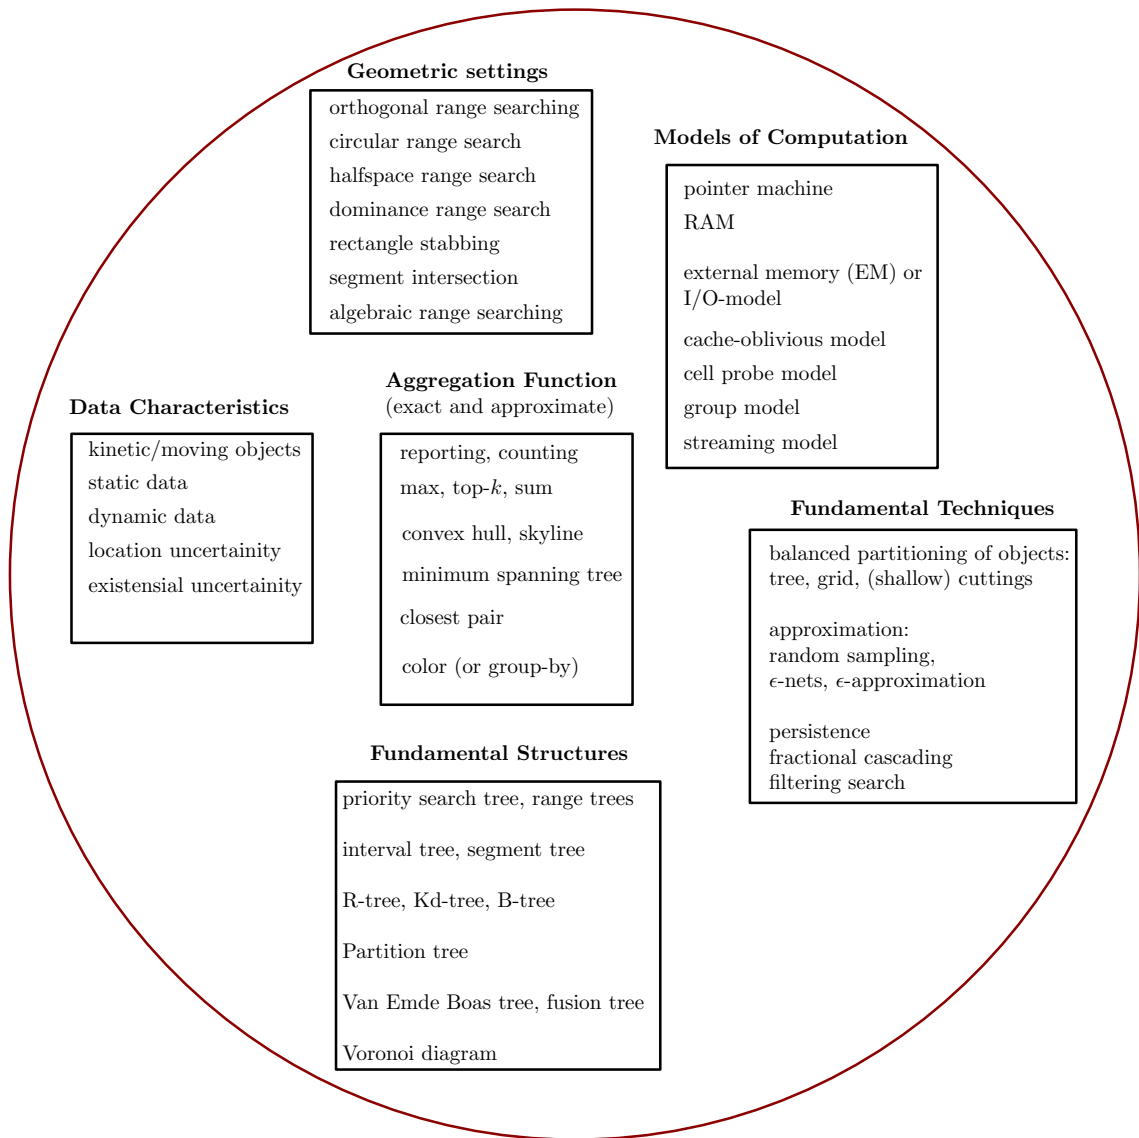 Geometric settings
orthogonal range searching
circular range search
halfspace range search
dominance range search
rectangle stabbing
segment intersection
algebraic range searching
Models of Computation
pointer machine
RAM
external memory (EM) or
I/O-model
cache-oblivious model
cell probe model
group model
streaming model
Data Characteristics
kinetic/moving objects
static data
dynamic data
location uncertainity
existensial uncertainity
Aggregation Function
(exact and approximate)
reporting, counting
max, top-k, sum
convex hull, skyline
minimum spanning tree
closest pair
color (or group-by)
Fundamental Techniques
balanced partitioning of objects:
tree, grid, (shallow) cuttings
approximation:
random sampling,
ϵ-nets, ϵ-approximation
persistence
fractional cascading
filtering search
Fundamental Structures
priority search tree, range trees
interval tree, segment tree
R-tree, Kd-tree, B-tree
Partition tree
Van Emde Boas tree, fusion tree
Voronoi diagram